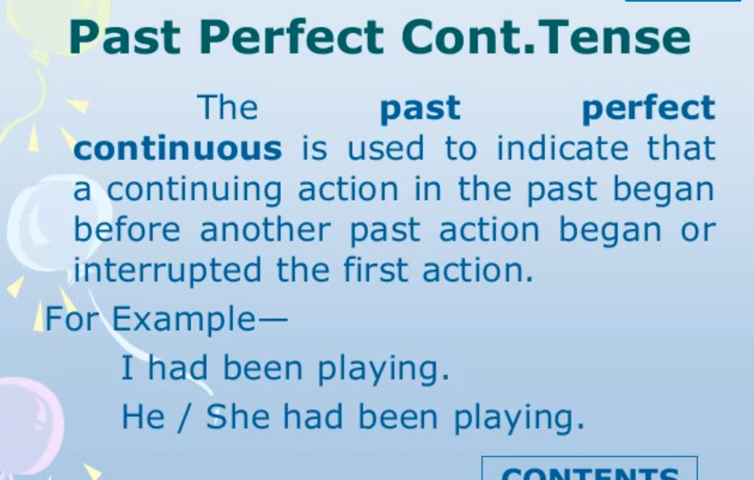 Past Perfect Cont.Tense
The past perfect
continuous is used to indicate that
a continuing action in the past began
before another past action began or
interrupted the first action.
For Example—
I had been playing.
He / She had been playing.
CONTENTS